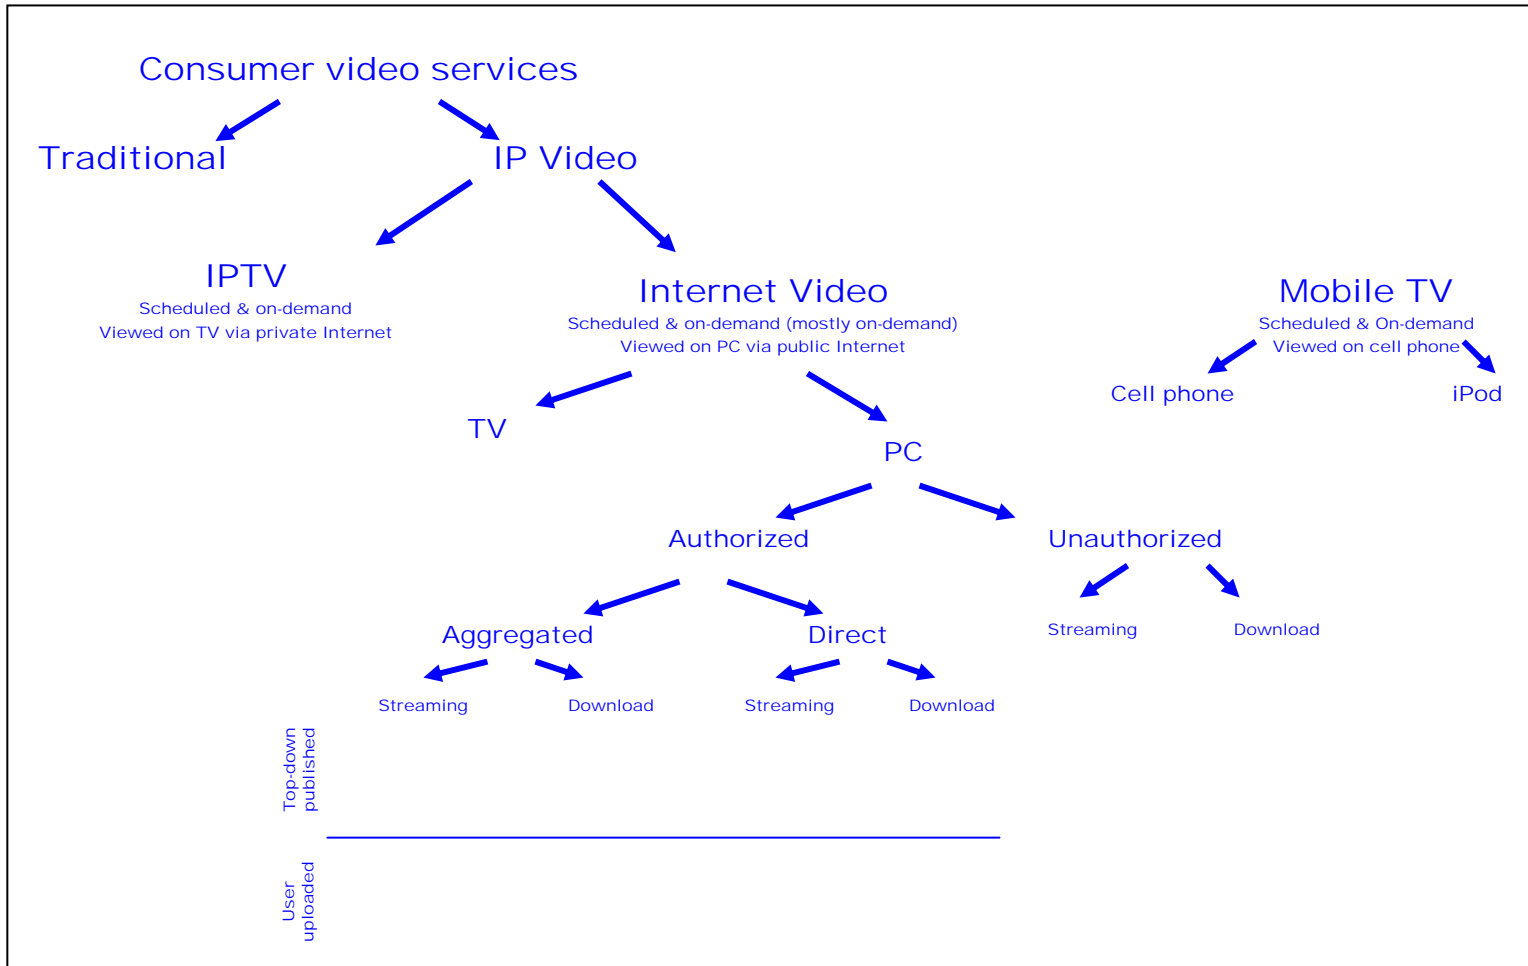 Consumer video services
Traditional
IP Video
IPTV
Scheduled & on-demand
Viewed on TV via private Internet
Internet Video
Scheduled & on-demand (mostly on-demand)
Viewed on PC via public Internet
Mobile TV
Scheduled & On-demand
Viewed on cell phone
Cell phone
iPod
TV
PC
Authorized
Unauthorized
Aggregated
Direct
Streaming
Download
Streaming
Download
Streaming
Download
Top-down
published
User
uploaded